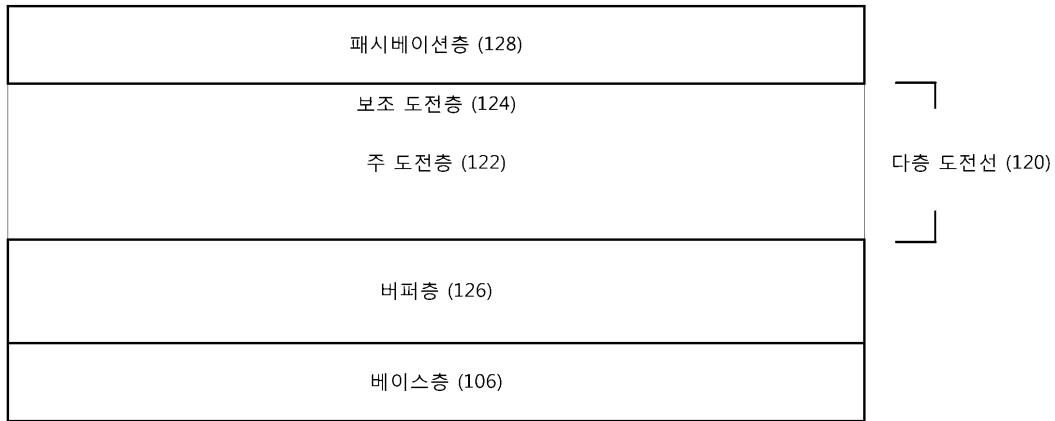 패시베이션층 (128)
보조 도전층 (124)
주 도전층 (122)
다층 도전선 (120)
버퍼층 (126)
베이스층 (106)